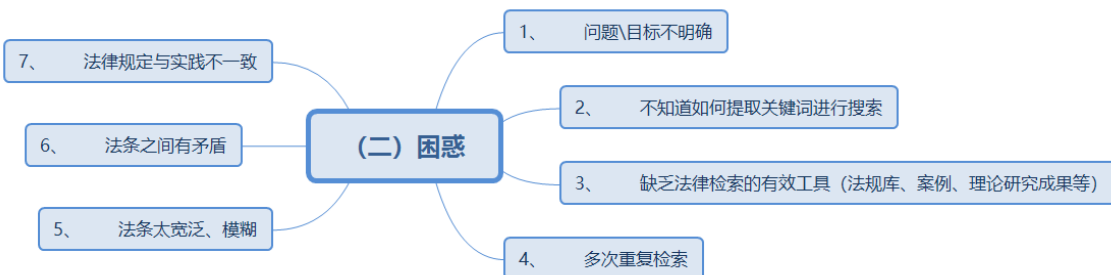 （二）困惑
1、 问题\目标不明确
2、 不知道如何提取关键词进行搜索
3、 缺乏法律检索的有效工具（法规库、案例、理论研究成果等）
4、 多次重复检索
5、 法条太宽泛、模糊
6、 法条之间有矛盾
7、 法律规定与实践不一致